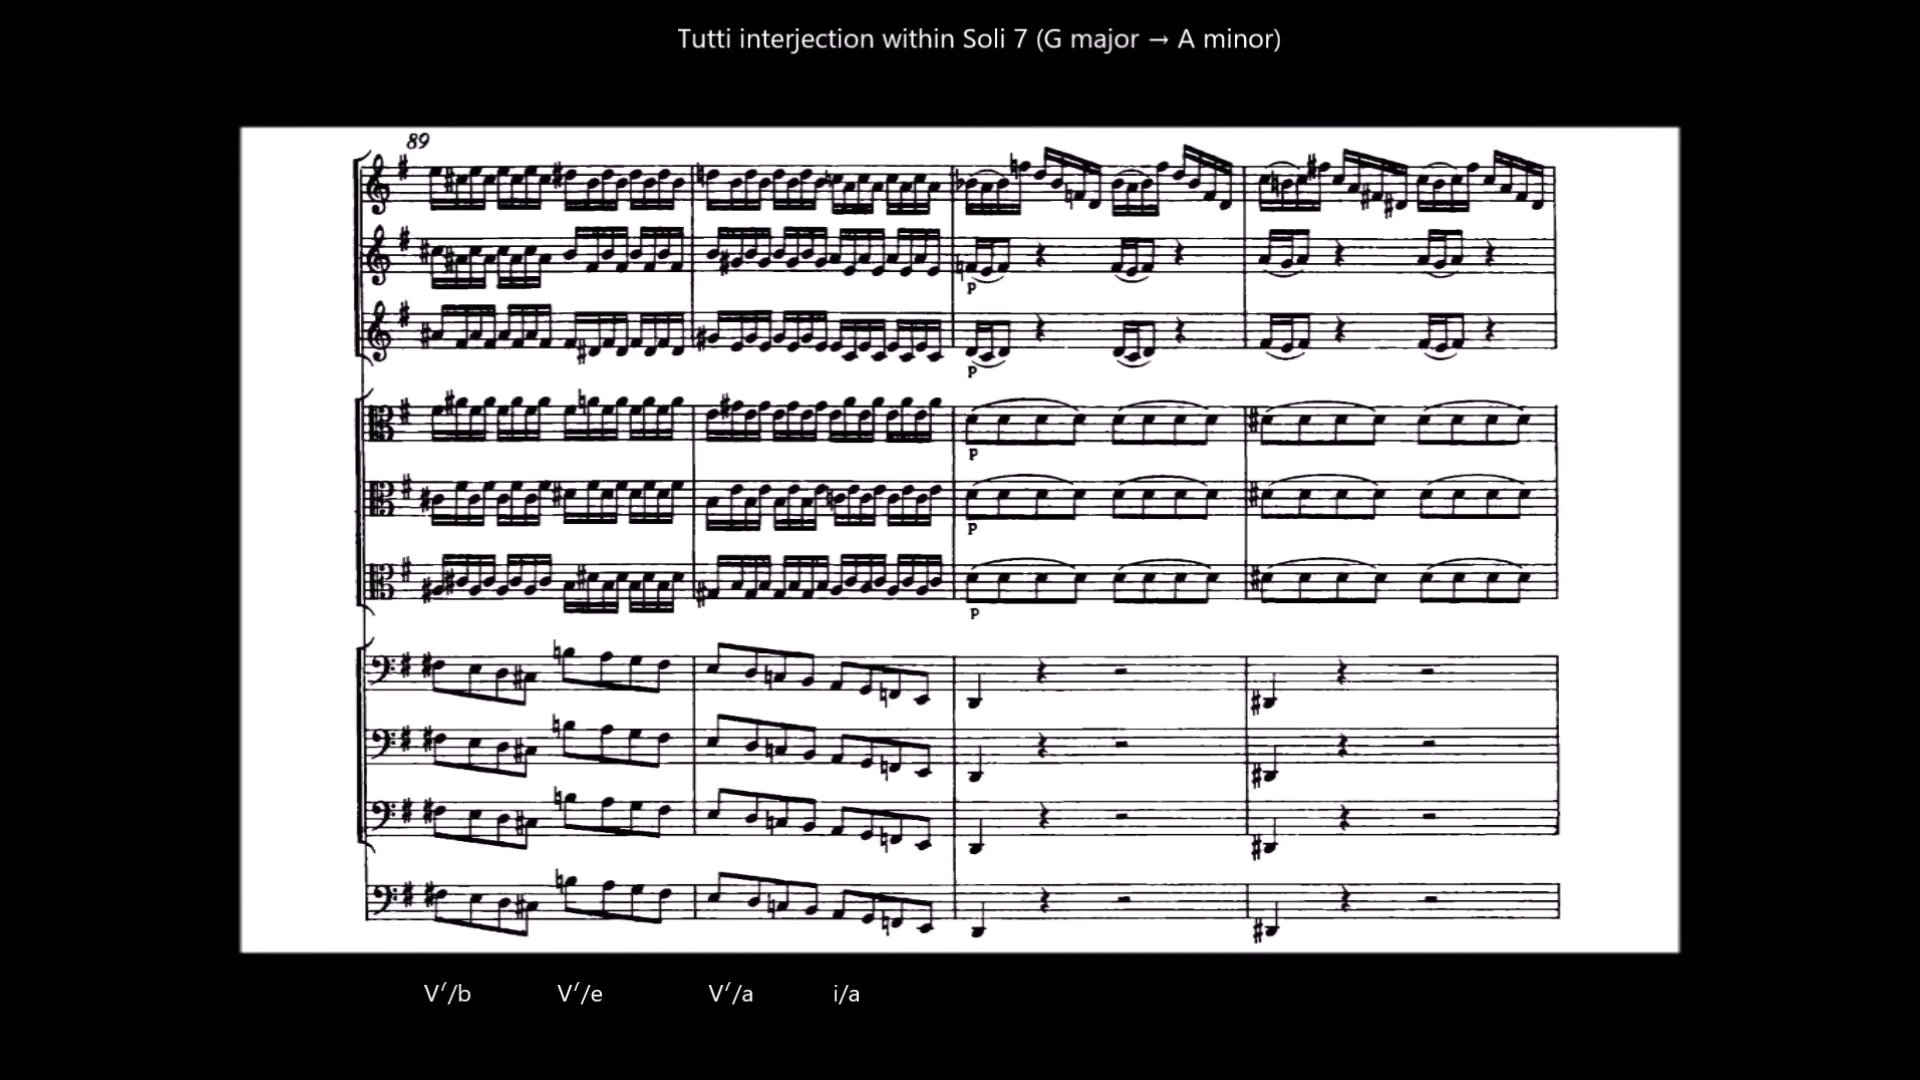 Tutti interjection within Soli 7 (G major → A minor)
89
P
P
P
P
P
V′/b V′/e V′/a i/a